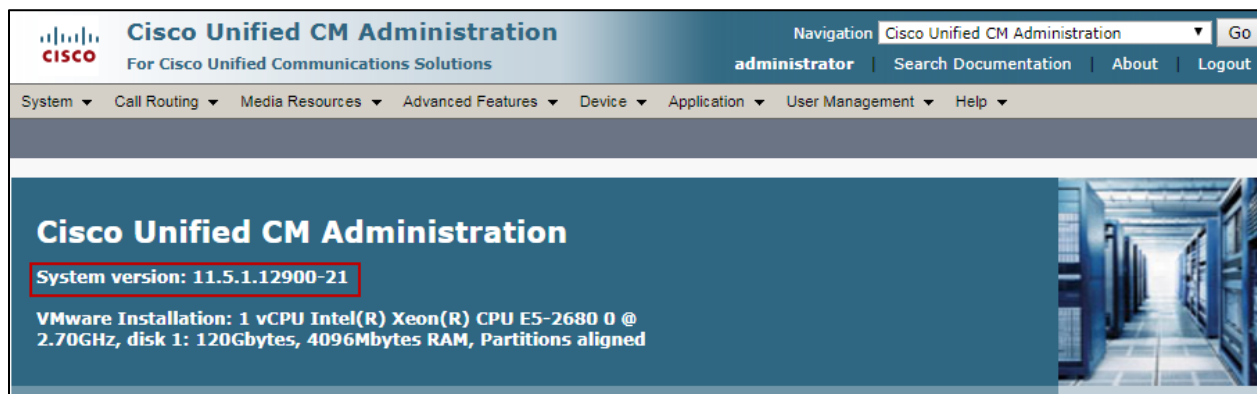 Cisco Unified CM Administration
For Cisco Unified Communications Solutions
CISCO
Navigation Cisco Unified CM Administration Go
administrator | Search Documentation | About | Logout
System Call Routing Media Resources Advanced Features Device Application User Management Help
Cisco Unified CM Administration
System version: 11.5.1.12900-21
VMware Installation: 1 vCPU Intel(R) Xeon(R) CPU E5-2680 0 @
2.70GHz, disk 1: 120Gbytes, 4096Mbytes RAM, Partitions aligned